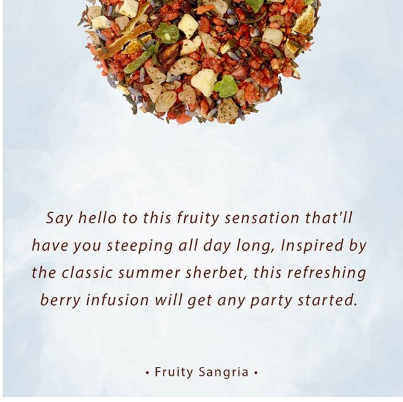 Say hello to this fruity sensation that'll
have you steeping all day long, Inspired by
the classic summer sherbet, this refreshing
berry infusion will get any party started.
• Fruity Sangria •